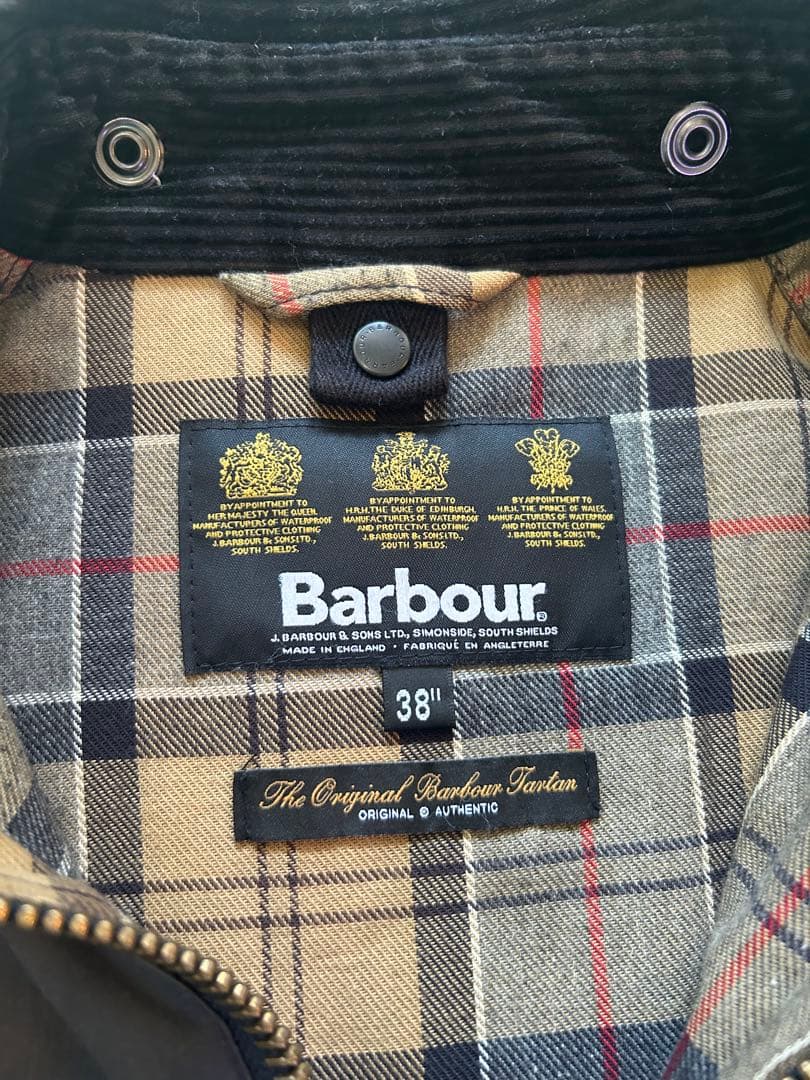 BARBOUR
BY APPOINTMENT TO
HER MAJESTY THE QUEEN.
MANUFACTURERS OF WATERPROOF
AND PROTECTIVE CLOTHING
J. BARBOUR & SONS LTD.,
SOUTH SHIELDS.
BY APPOINTMENT TO
H.R.H. THE DUKE OF EDINBURGH,
MANUFACTURERS OF WATERPROOF
AND PROTECTIVE CLOTHING
J. BARBOUR & SONS LTD.,
SOUTH SHIELDS.
BY APPOINTMENT TO
H.R.H. THE PRINCE OF WALES,
MANUFACTURERS OF WATERPROOF
AND PROTECTIVE CLOTHING
J. BARBOUR & SONS LTD.,
SOUTH SHIELDS.
Barbour®
J. BARBOUR & SONS LTD., SIMONSIDE, SOUTH SHIELDS
MADE IN ENGLAND · FABRIQUÉ EN ANGLETERRE
38"
The Original Barbour Tartan
ORIGINAL © AUTHENTIC